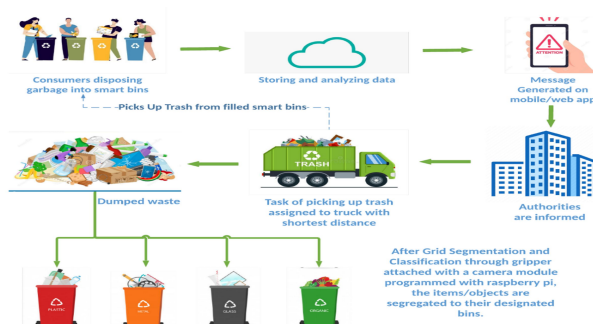 ATTENTION
Consumers disposing
garbage into smart bins
Storing and analyzing data
Message
Generated on
mobile/web app
Picks Up Trash from filled smart bins
TRASH
Dumped waste
Task of picking up trash
assigned to truck with
shortest distance
Authorities
are informed
After Grid Segmentation and
Classification through gripper
attached with a camera module
programmed with raspberry pi,
the items/objects are
segregated to their designated
bins.
PLASTIC
METAL
GLASS
ORGANIC